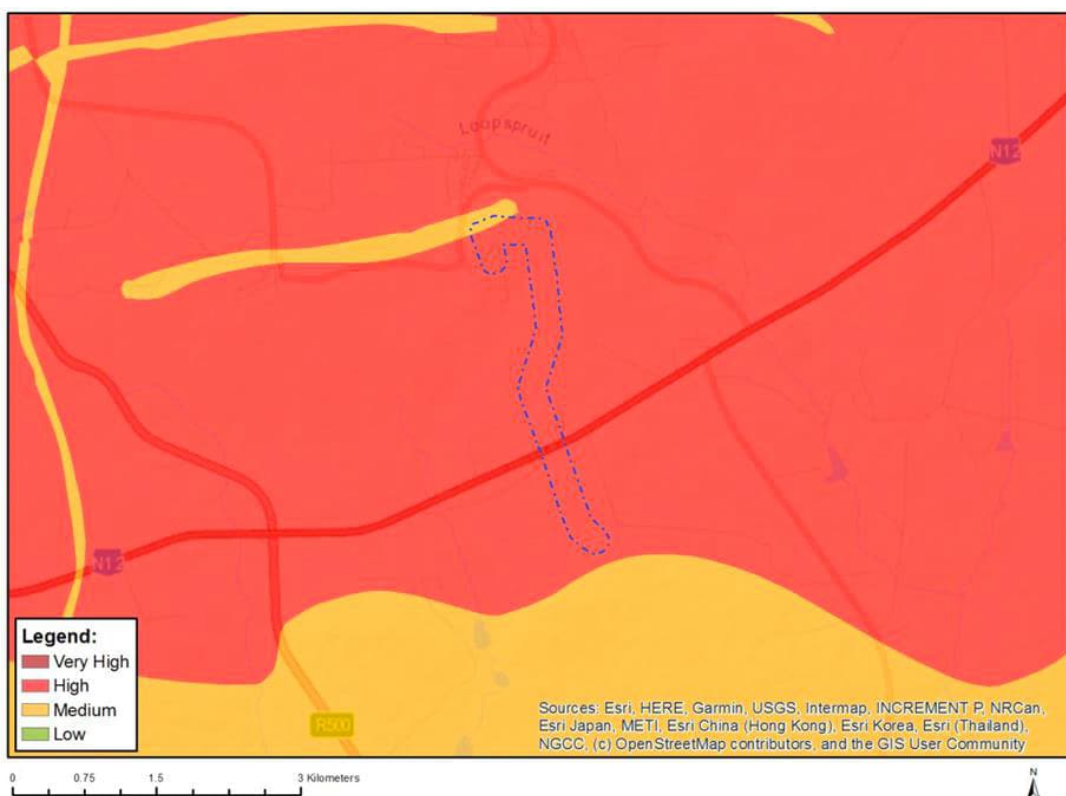 Loopspruit
N12
N12
R500
Legend:
Very High
High
Medium
Low
Sources: Esri, HERE, Garmin, USGS, Intermap, INCREMENT P, NRCan,
Esri Japan, METI, Esri China (Hong Kong), Esri Korea, Esri (Thailand),
NGCC, (c) OpenStreetMap contributors, and the GIS User Community
0 0.75 1.5 3 Kilometers
N